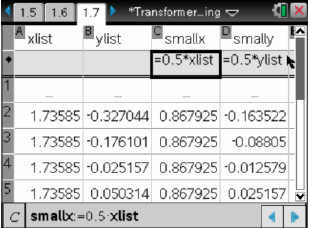 1.5 1.6 1.7 *Transformer...ing
A xlist B ylist C smallx D smally E
=0.5*xlist =0.5*ylist
1 _ _ _ _
2 1.73585 -0.327044 0.867925 -0.163522
3 1.73585 -0.176101 0.867925 -0.08805
4 1.73585 -0.025157 0.867925 -0.012579
5 1.73585 0.050314 0.867925 0.025157
C smallx:=0.5·xlist